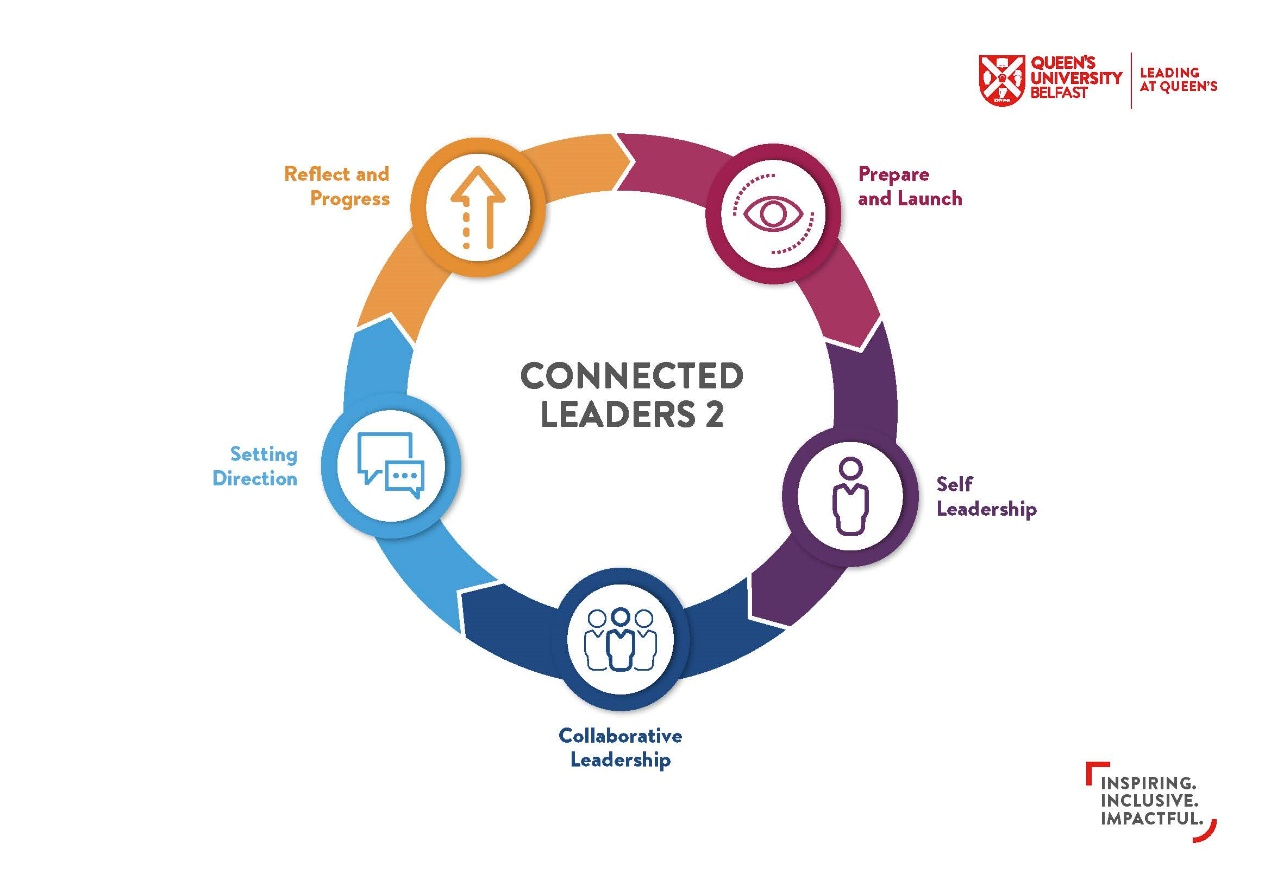 QUEEN'S
UNIVERSITY
BELFAST
LEADING
AT QUEEN'S
Reflect and
Progress
Prepare
and Launch
CONNECTED
LEADERS 2
Setting
Direction
Self
Leadership
Collaborative
Leadership
INSPIRING.
INCLUSIVE.
IMPACTFUL.